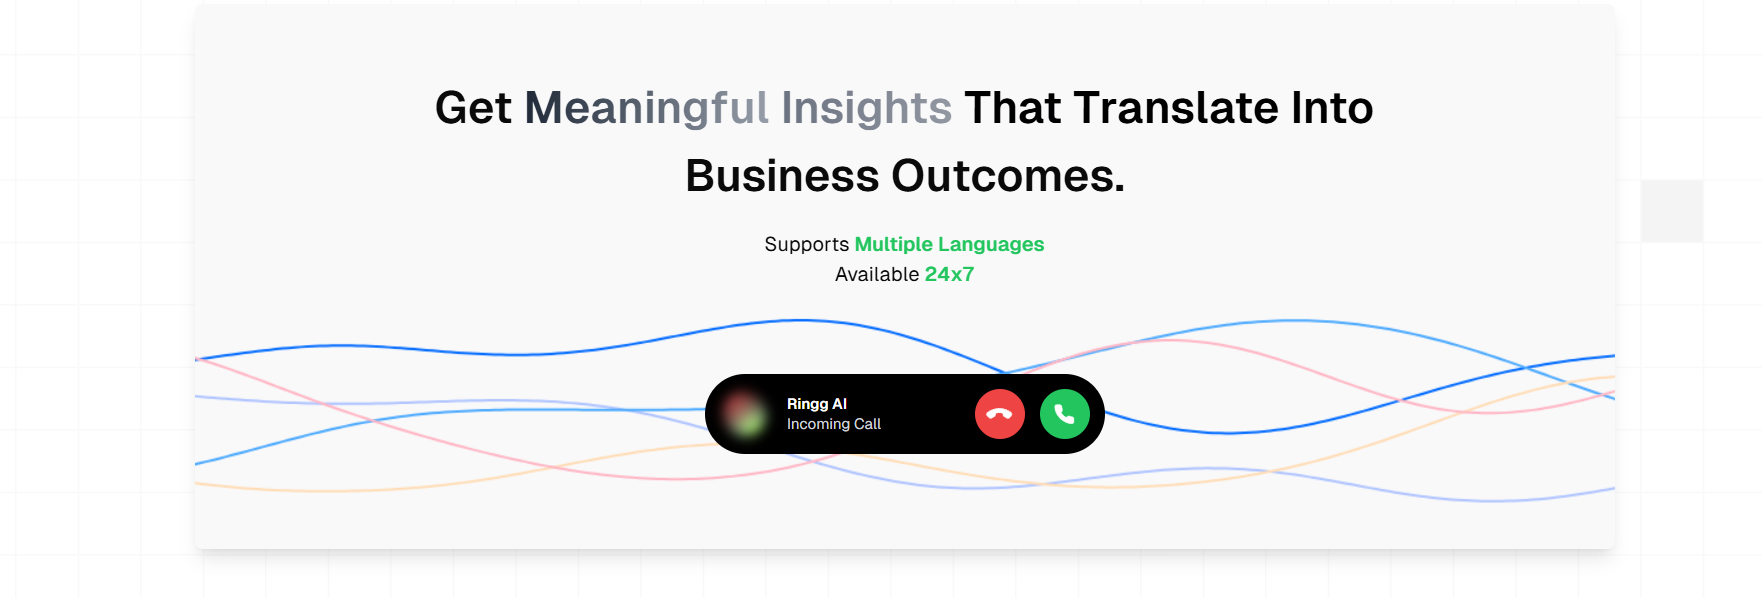 Get Meaningful Insights That Translate Into
Business Outcomes.
Supports Multiple Languages
Available 24x7
Ringg AI
Incoming Call